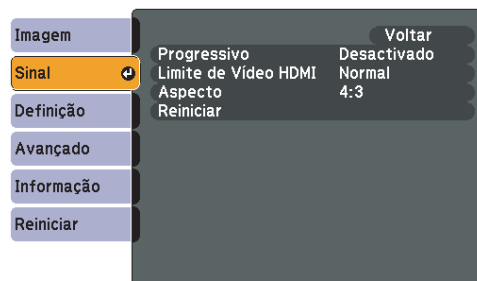 Imagem
Sinal
Definição
Avançado
Informação
Reiniciar
Voltar
Progressivo Desactivado
Limite de Vídeo HDMI Normal
Aspecto 4:3
Reiniciar